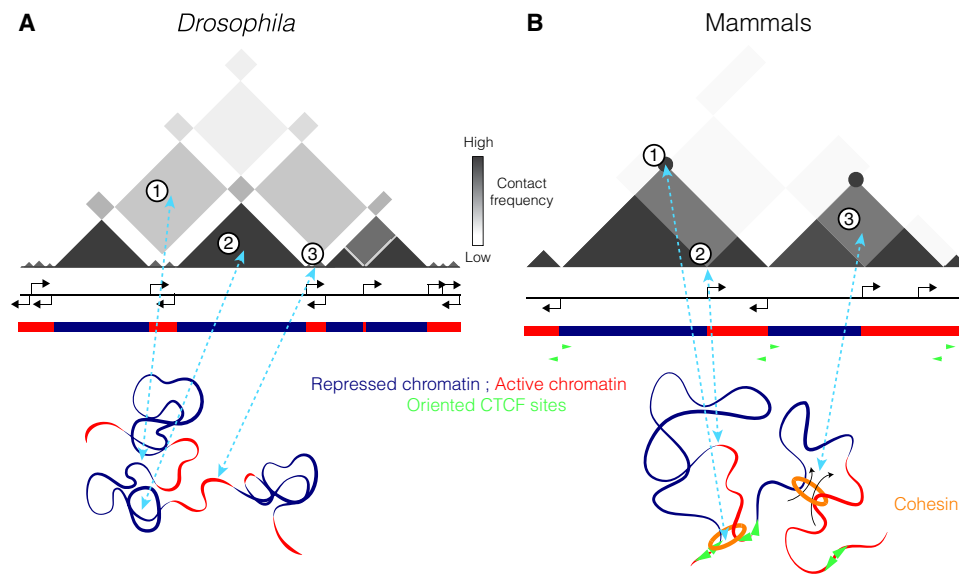 A
Drosophila
B
Mammals
1
2
3
High
Contact
frequency
Low
1
2
3
Repressed chromatin ; Active chromatin
Oriented CTCF sites
Cohesin